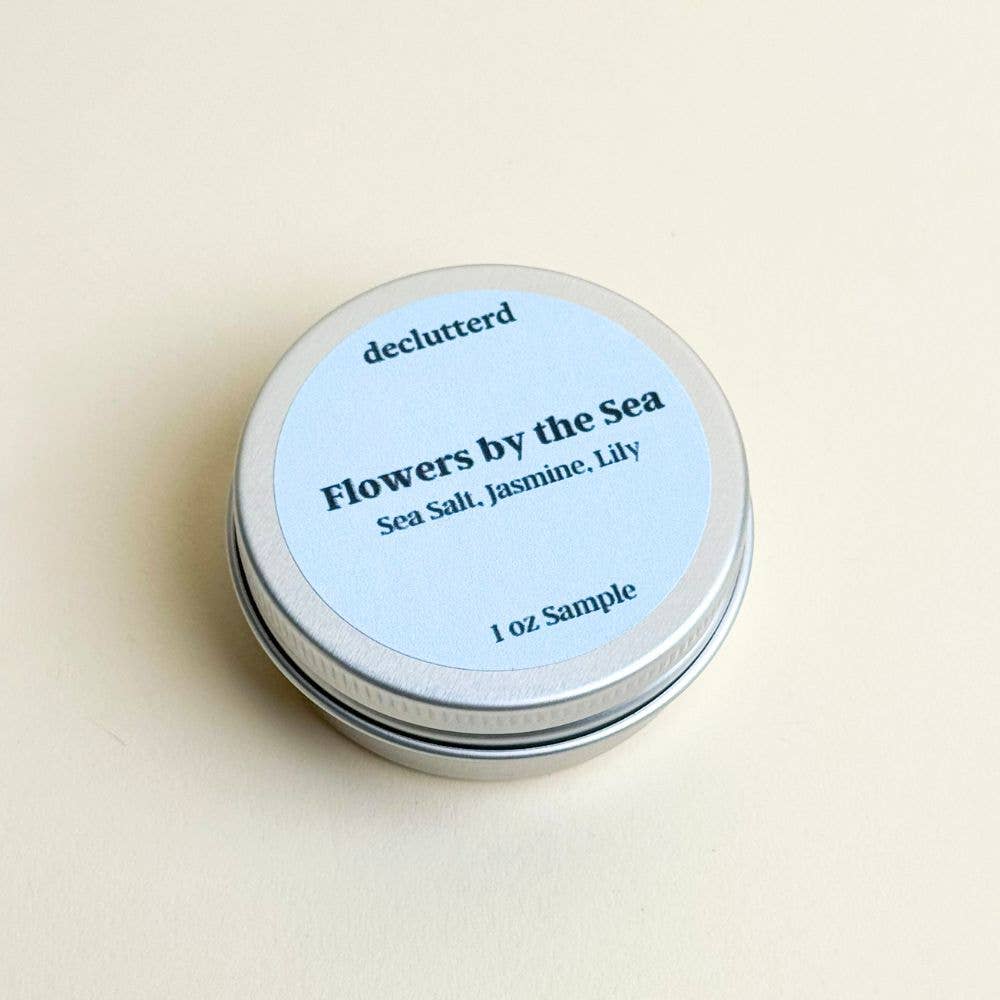 declutterd
Flowers by the Sea
Sea Salt, Jasmine, Lily
1 oz Sample